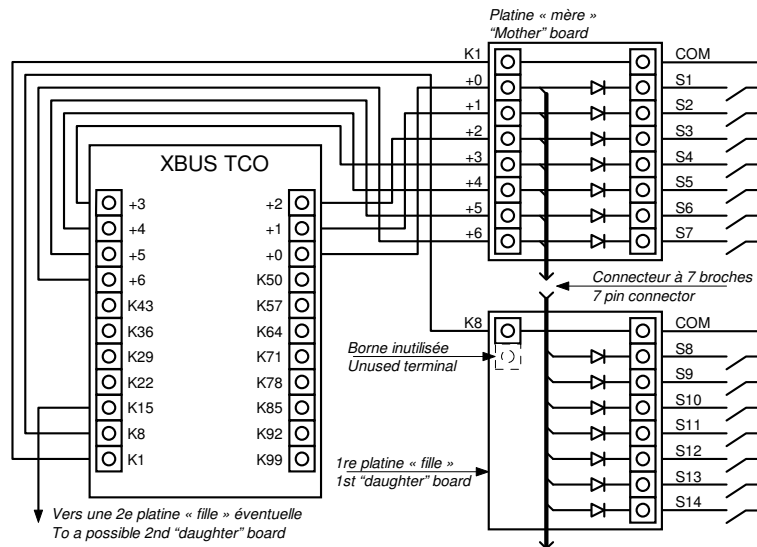 Platine « mère »
“Mother” board
K1
COM
+0
S1
+1
S2
+2
S3
+3
S4
+4
S5
+5
S6
+6
S7
XBUS TCO
+3
+2
+4
+1
+5
+0
+6
K50
K43
K57
K36
K64
K29
K71
K22
K78
K15
K85
K8
K92
K1
K99
Connecteur à 7 broches
7 pin connector
K8
COM
Borne inutilisée
Unused terminal
S8
S9
S10
S11
S12
S13
S14
1re platine « fille »
1st “daughter” board
Vers une 2e platine « fille » éventuelle
To a possible 2nd “daughter” board